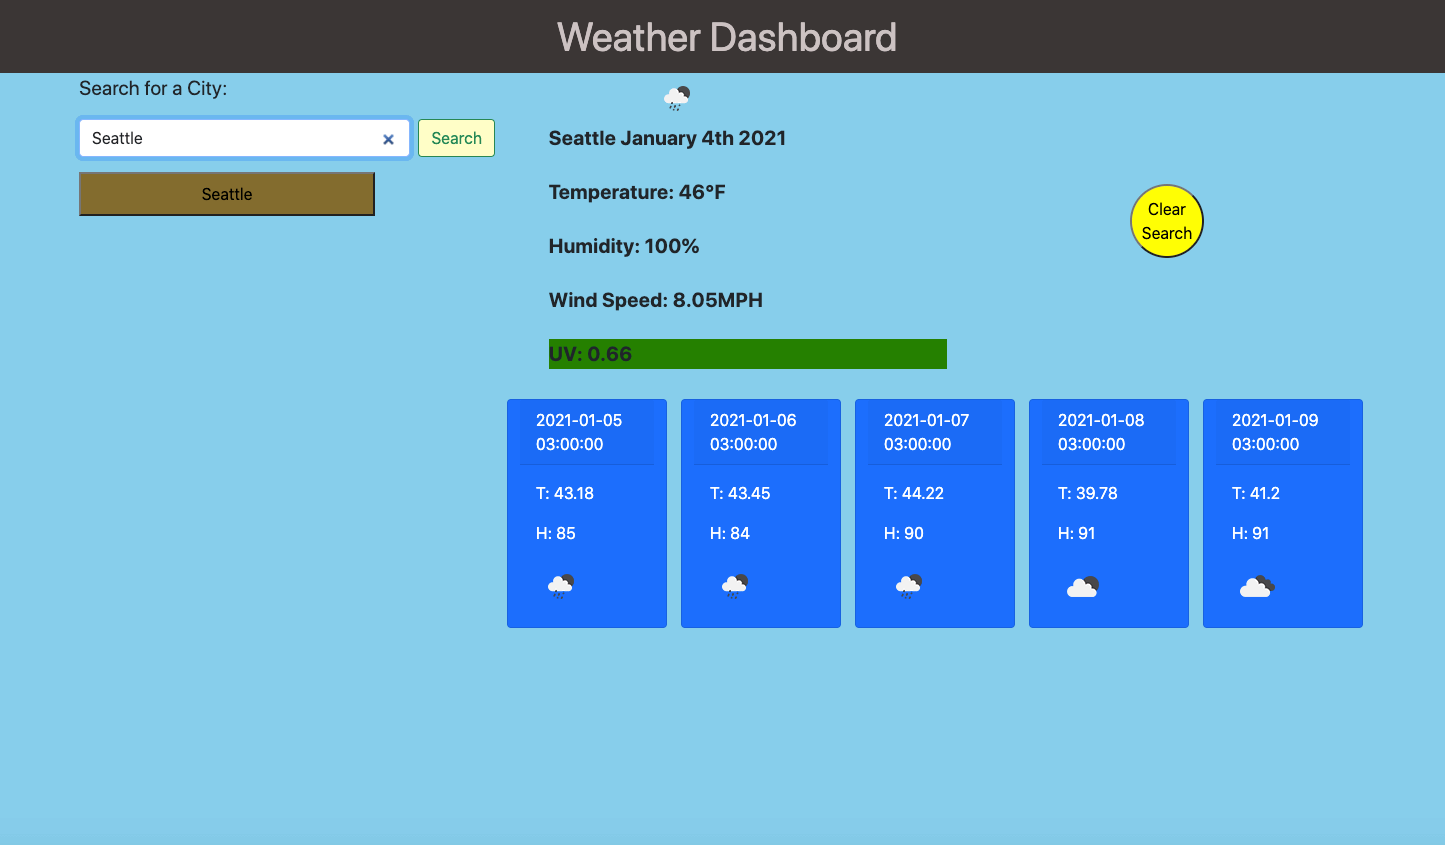 Weather Dashboard
Search for a City:
Seattle
Search
Seattle
Seattle January 4th 2021
Temperature: 46°F
Humidity: 100%
Wind Speed: 8.05MPH
UV: 0.66
Clear
Search
2021-01-05
03:00:00
T: 43.18
H: 85
2021-01-06
03:00:00
T: 43.45
H: 84
2021-01-07
03:00:00
T: 44.22
H: 90
2021-01-08
03:00:00
T: 39.78
H: 91
2021-01-09
03:00:00
T: 41.2
H: 91